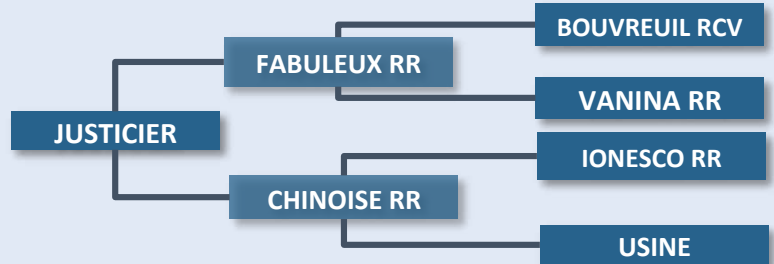 BOUVREUIL RCV
FABULEUX RR
VANINA RR
JUSTICIER
IONESCO RR
CHINOISE RR
USINE